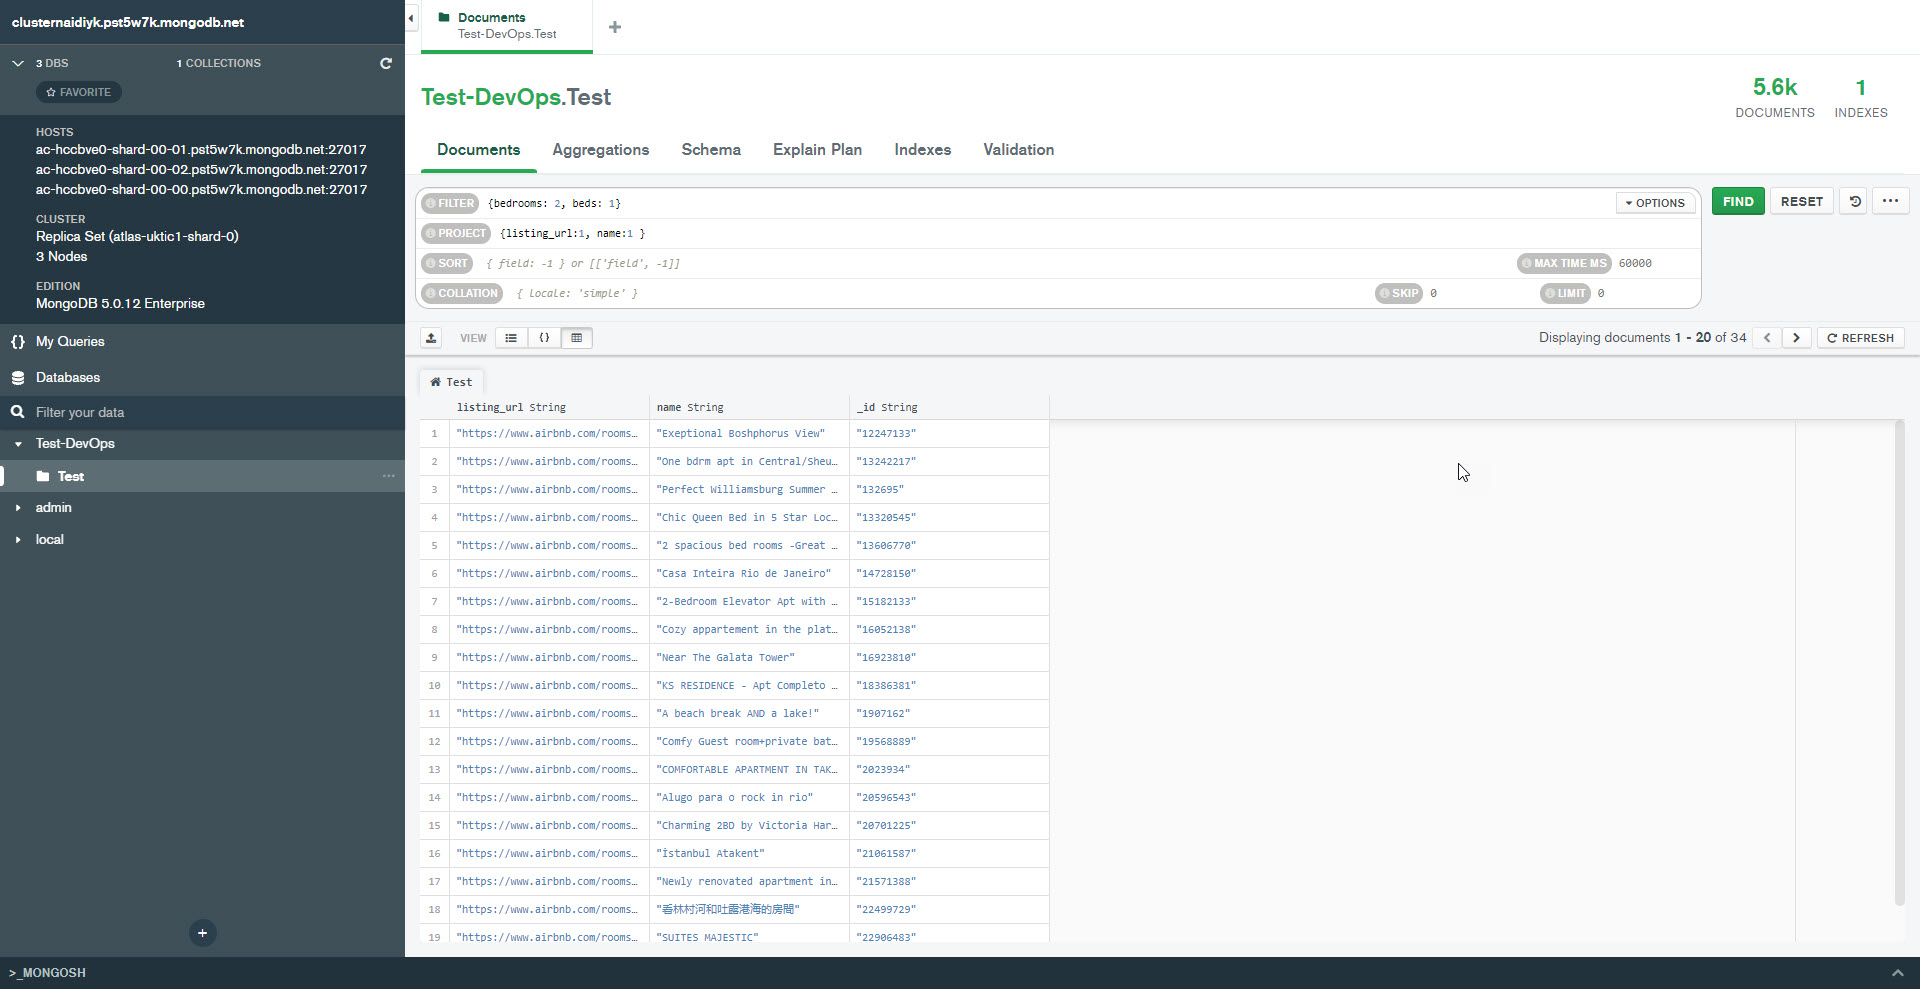 clusternaidiyk.pst5w7k.mongodb.net
3 DBS 1 COLLECTIONS
FAVORITE
HOSTS
ac-hccbve0-shard-00-01.pst5w7k.mongodb.net:27017
ac-hccbve0-shard-00-02.pst5w7k.mongodb.net:27017
ac-hccbve0-shard-00-00.pst5w7k.mongodb.net:27017
CLUSTER
Replica Set (atlas-uktic1-shard-0)
3 Nodes
EDITION
MongoDB 5.0.12 Enterprise
{} My Queries
Databases
Filter your data
Test-DevOps
Test ...
admin
local
+
>_MONGOSH
Documents
Test-DevOps.Test
+
Test-DevOps.Test
5.6k DOCUMENTS
1 INDEXES
Documents Aggregations Schema Explain Plan Indexes Validation
FILTER {bedrooms: 2, beds: 1} OPTIONS FIND RESET ...
PROJECT {listing_url:1, name:1 }
SORT { field: -1 } or [['field', -1]] MAX TIME MS 60000
COLLATION { locale: 'simple' } SKIP 0 LIMIT 0
VIEW {} Displaying documents 1 - 20 of 34 < > REFRESH
Test
listing_url String name String _id String
1 "https://www.airbnb.com/rooms… "Exeptional Boshphorus View" "12247133"
2 "https://www.airbnb.com/rooms… "One bdrm apt in Central/Sheu… "13242217"
3 "https://www.airbnb.com/rooms… "Perfect Williamsburg Summer … "132695"
4 "https://www.airbnb.com/rooms… "Chic Queen Bed in 5 Star Loc… "13320545"
5 "https://www.airbnb.com/rooms… "2 spacious bed rooms -Great … "13606770"
6 "https://www.airbnb.com/rooms… "Casa Inteira Rio de Janeiro" "14728150"
7 "https://www.airbnb.com/rooms… "2-Bedroom Elevator Apt with … "15182133"
8 "https://www.airbnb.com/rooms… "Cozy appartement in the plat… "16052138"
9 "https://www.airbnb.com/rooms… "Near The Galata Tower" "16923810"
10 "https://www.airbnb.com/rooms… "KS RESIDENCE - Apt Completo … "18386381"
11 "https://www.airbnb.com/rooms… "A beach break AND a lake!" "1907162"
12 "https://www.airbnb.com/rooms… "Comfy Guest room+private bat… "19568889"
13 "https://www.airbnb.com/rooms… "COMFORTABLE APARTMENT IN TAK… "2023934"
14 "https://www.airbnb.com/rooms… "Alugo para o rock in rio" "20596543"
15 "https://www.airbnb.com/rooms… "Charming 2BD by Victoria Har… "20701225"
16 "https://www.airbnb.com/rooms… "İstanbul Atakent" "21061587"
17 "https://www.airbnb.com/rooms… "Newly renovated apartment in… "21571388"
18 "https://www.airbnb.com/rooms… "看林村河和吐露港海的房間" "22499729"
19 "https://www.airbnb.com/rooms… "SUITES MAJESTIC" "22906483"